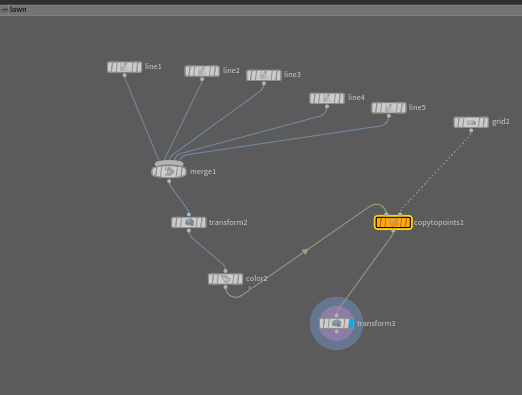 lawn
line1
line2
line3
line4
line5
grid2
merge1
transform2
copytopoints1
color2
transform3